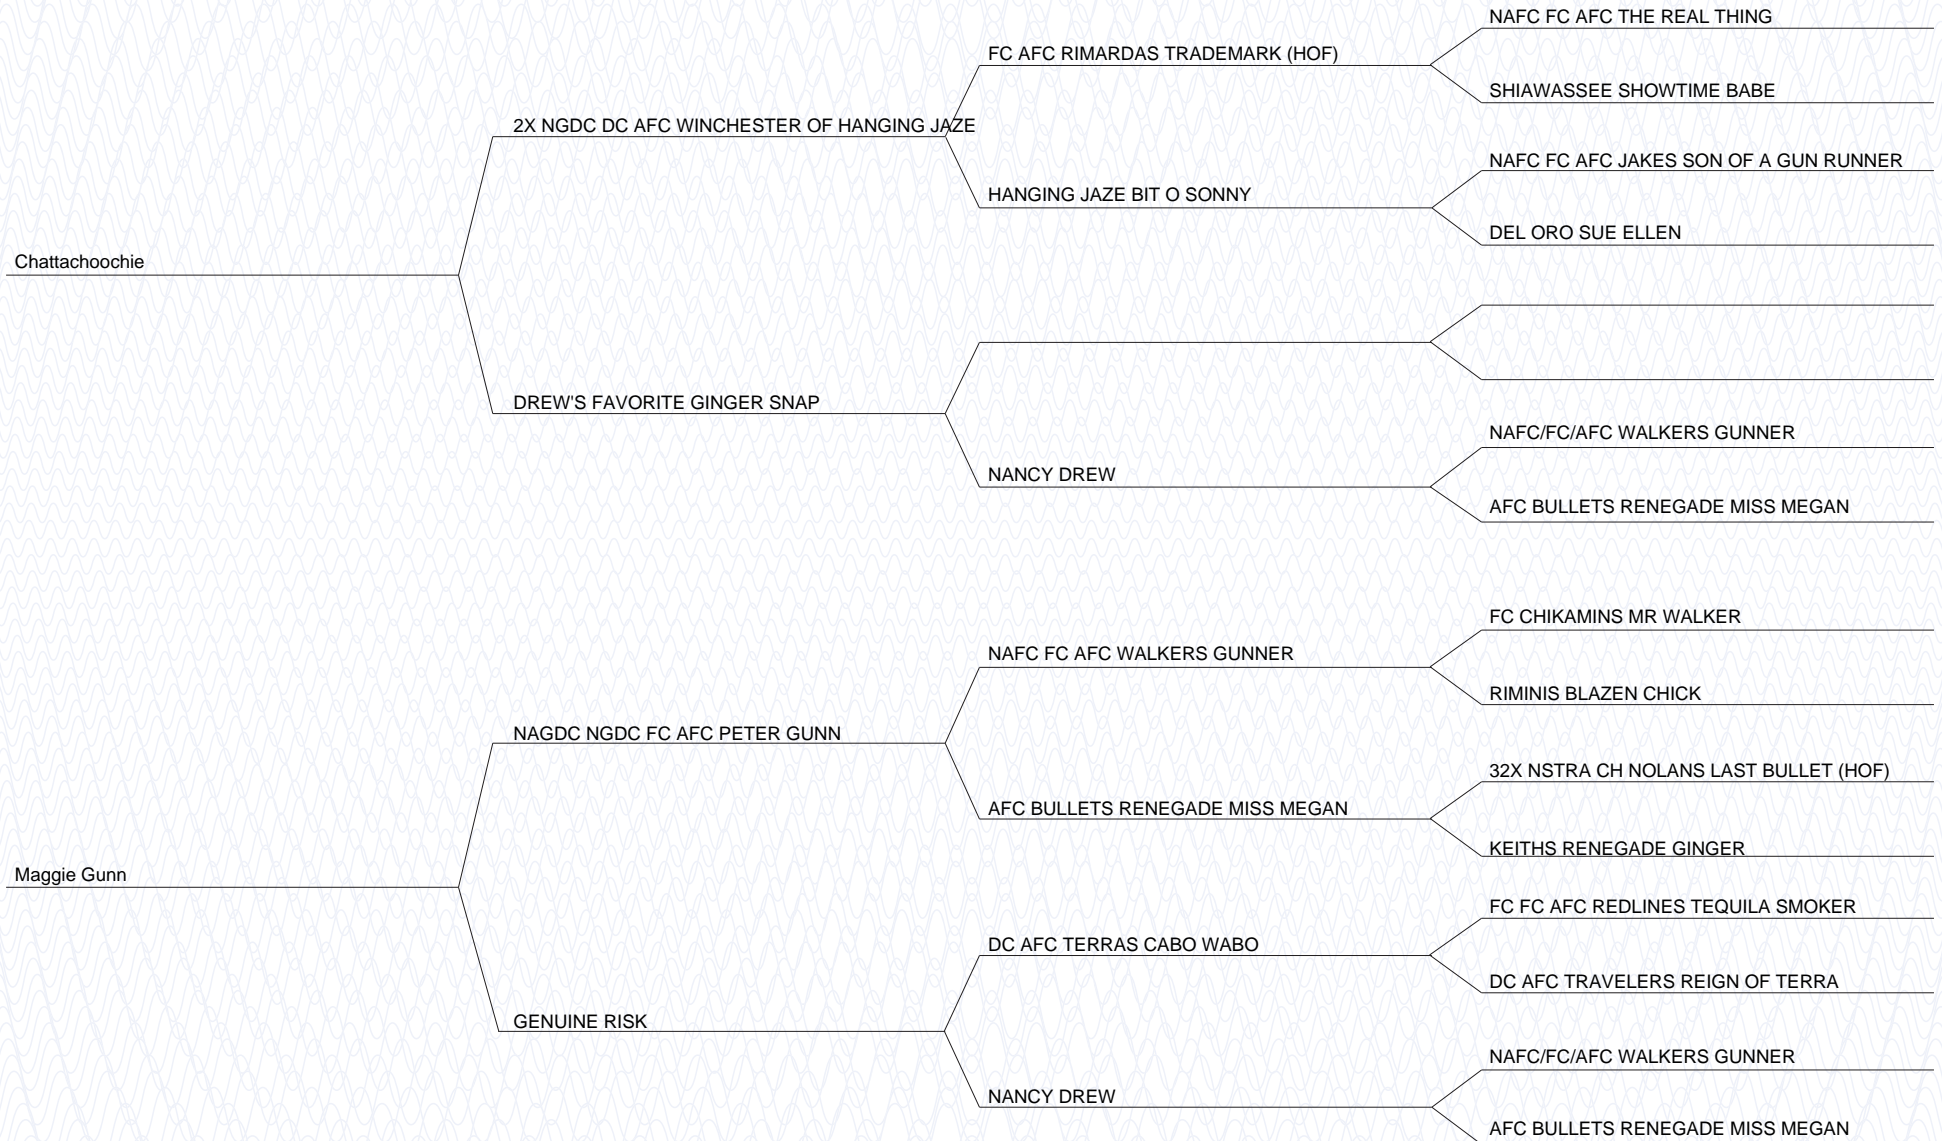 NAFC FC AFC THE REAL THING
FC AFC RIMARDAS TRADEMARK (HOF)
SHIAWASSEE SHOWTIME BABE
2X NGDC DC AFC WINCHESTER OF HANGING JAZE
NAFC FC AFC JAKES SON OF A GUN RUNNER
HANGING JAZE BIT O SONNY
DEL ORO SUE ELLEN
Chattachoochie
DREW'S FAVORITE GINGER SNAP
NAFC/FC/AFC WALKERS GUNNER
NANCY DREW
AFC BULLETS RENEGADE MISS MEGAN
FC CHIKAMINS MR WALKER
NAFC FC AFC WALKERS GUNNER
RIMINIS BLAZEN CHICK
NAGDC NGDC FC AFC PETER GUNN
32X NSTRA CH NOLANS LAST BULLET (HOF)
AFC BULLETS RENEGADE MISS MEGAN
KEITHS RENEGADE GINGER
Maggie Gunn
FC FC AFC REDLINES TEQUILA SMOKER
DC AFC TERRAS CABO WABO
DC AFC TRAVELERS REIGN OF TERRA
GENUINE RISK
NAFC/FC/AFC WALKERS GUNNER
NANCY DREW
AFC BULLETS RENEGADE MISS MEGAN